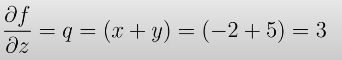 ∂f/∂z = q = (x + y) = (−2 + 5) = 3